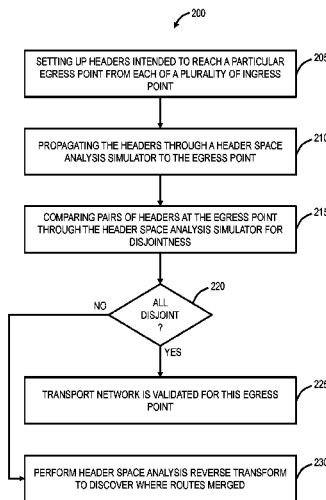 200
SETTING UP HEADERS INTENDED TO REACH A PARTICULAR
EGRESS POINT FROM EACH OF A PLURALITY OF INGRESS
POINT
205
PROPAGATING THE HEADERS THROUGH A HEADER SPACE
ANALYSIS SIMULATOR TO THE EGRESS POINT
210
COMPARING PAIRS OF HEADERS AT THE EGRESS POINT
THROUGH THE HEADER SPACE ANALYSIS SIMULATOR FOR
DISJOINTNESS
215
ALL
DISJOINT
?
220
NO
YES
TRANSPORT NETWORK IS VALIDATED FOR THIS EGRESS
POINT
225
PERFORM HEADER SPACE ANALYSIS REVERSE TRANSFORM
TO DISCOVER WHERE ROUTES MERGED
230